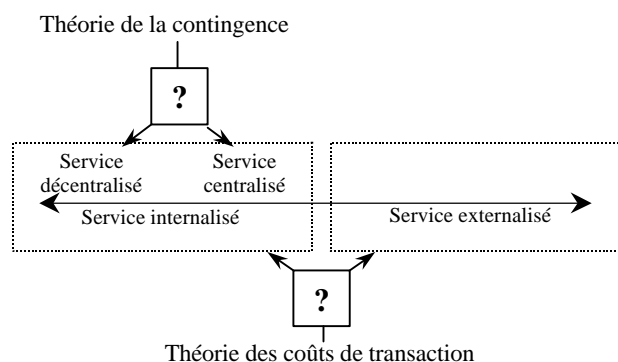 Théorie de la contingence
?
Service Service
décentralisé centralisé
Service internalisé Service externalisé
?
Théorie des coûts de transaction